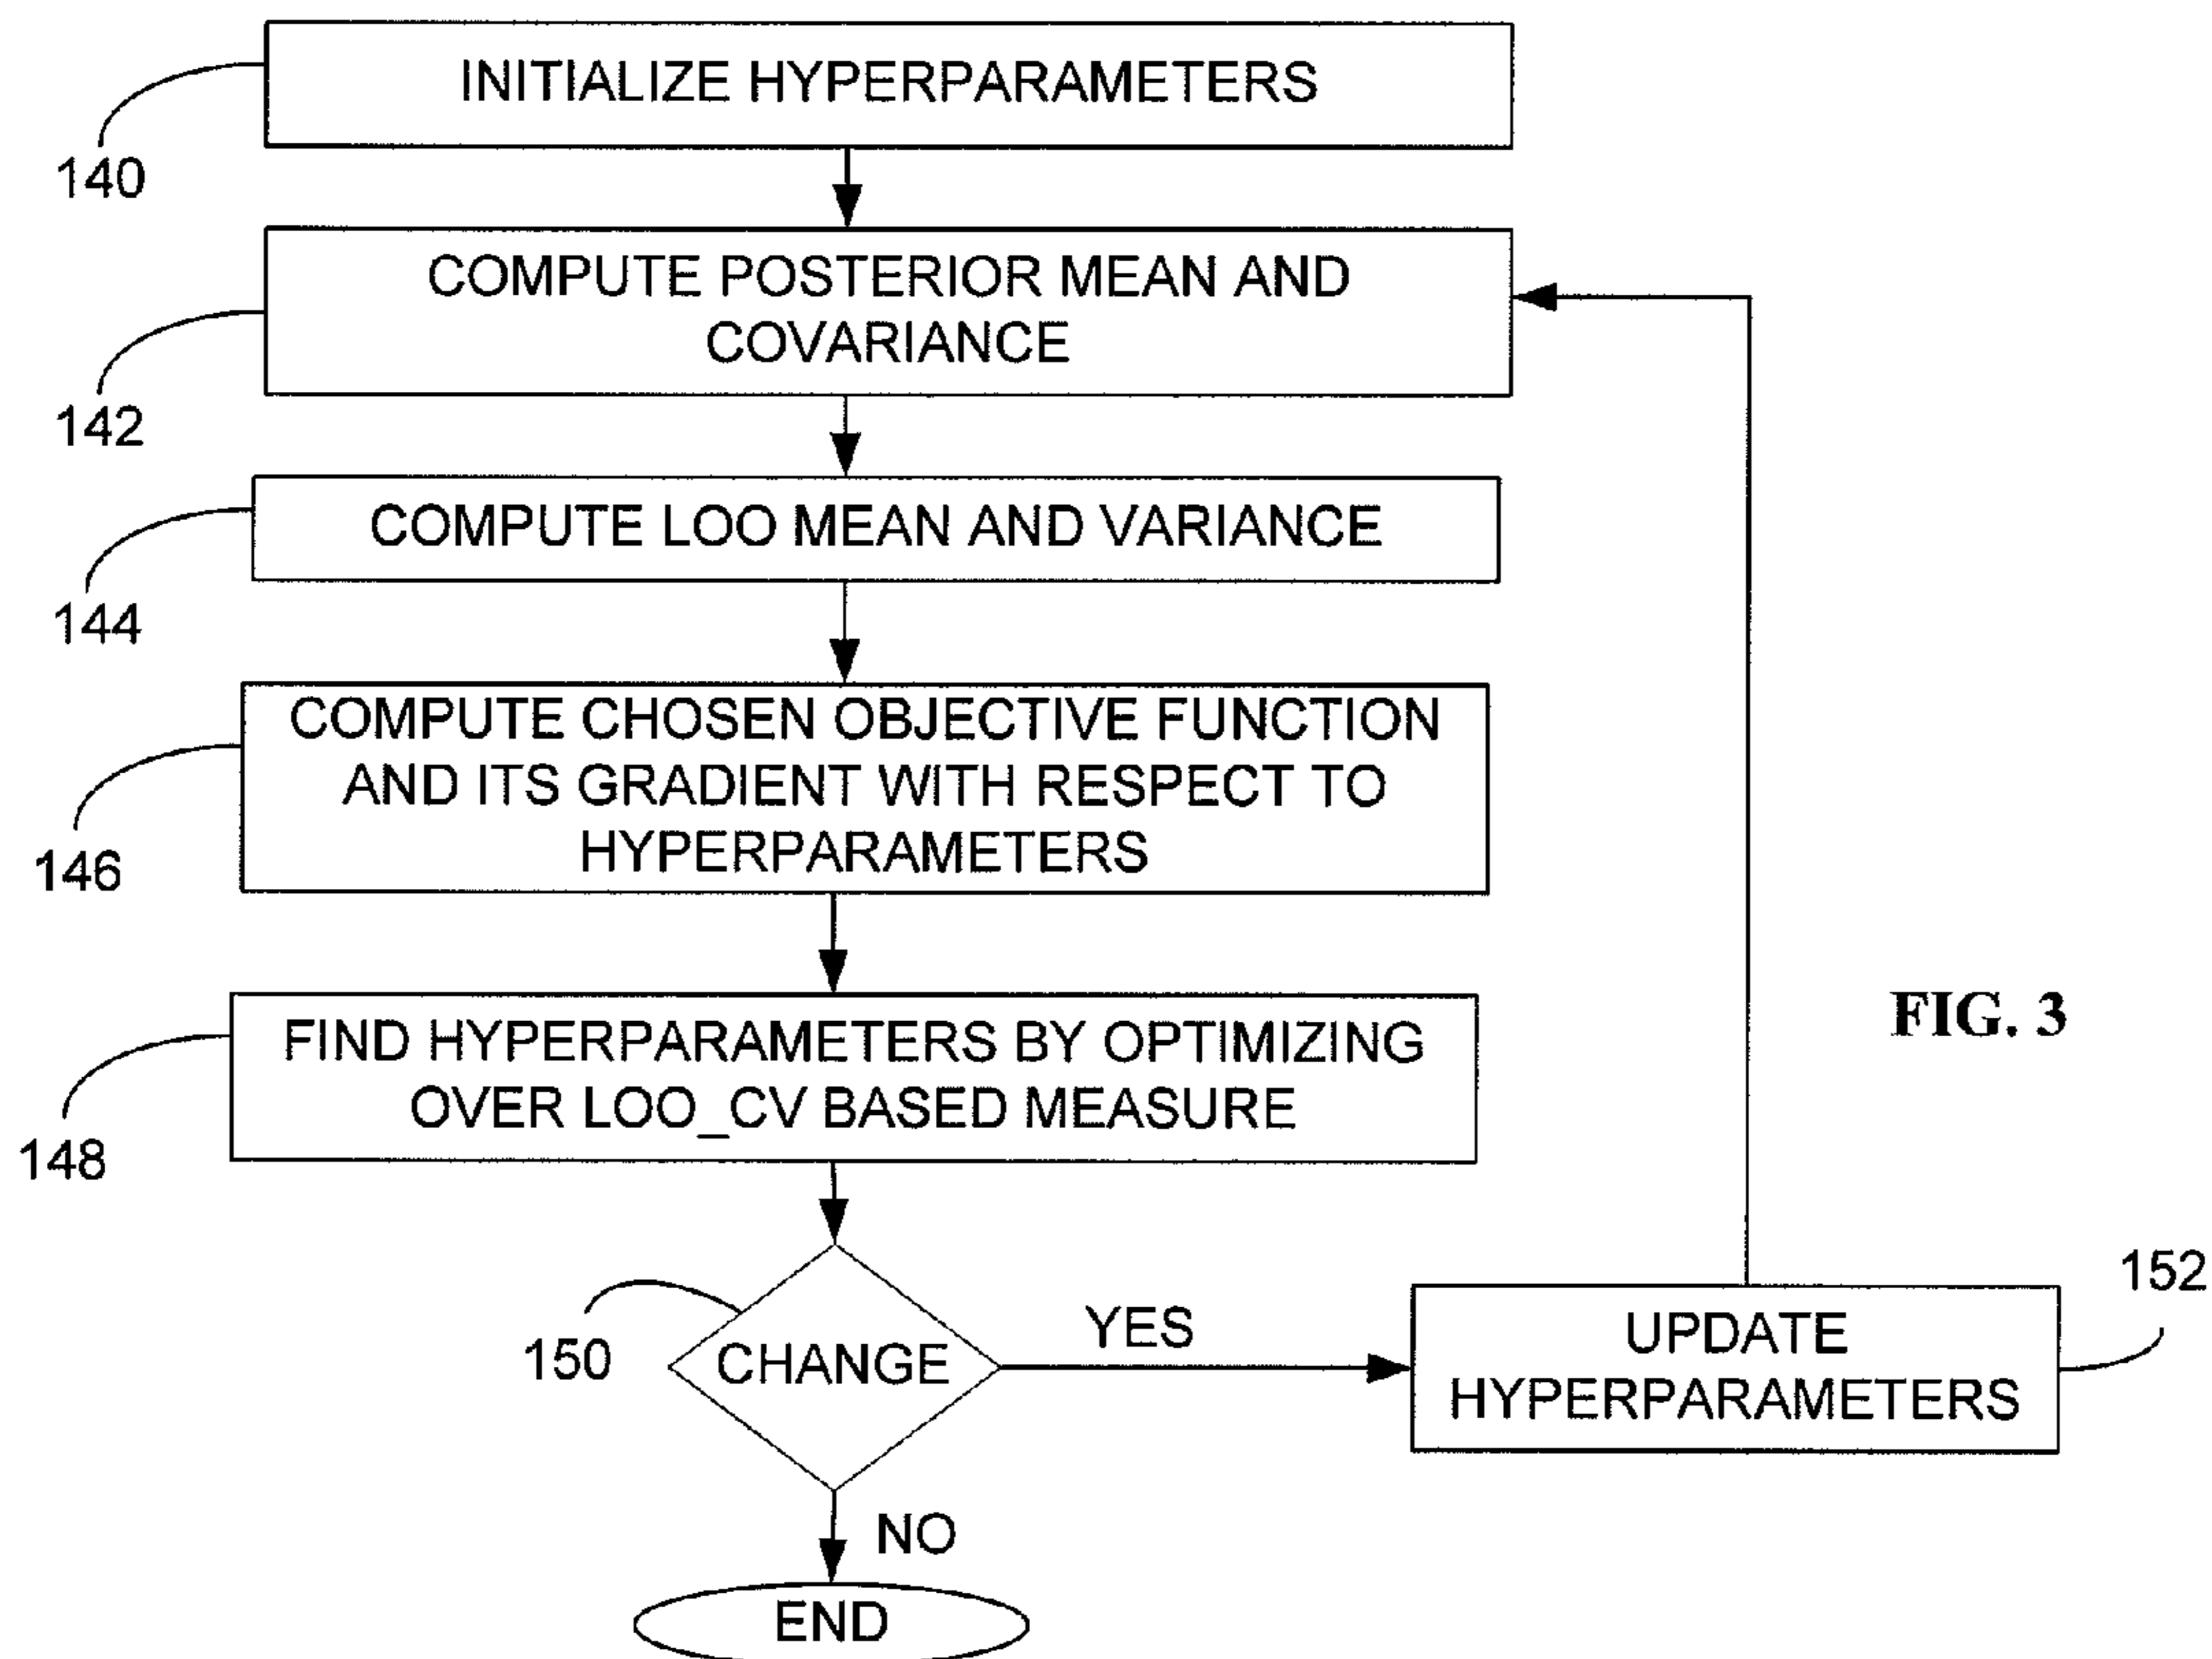 INITIALIZE HYPERPARAMETERS
140
COMPUTE POSTERIOR MEAN AND
COVARIANCE
142
COMPUTE LOO MEAN AND VARIANCE
144
COMPUTE CHOSEN OBJECTIVE FUNCTION
AND ITS GRADIENT WITH RESPECT TO
HYPERPARAMETERS
146
FIND HYPERPARAMETERS BY OPTIMIZING
OVER LOO_CV BASED MEASURE
148
FIG. 3
CHANGE
150
YES
UPDATE
HYPERPARAMETERS
152
NO
END